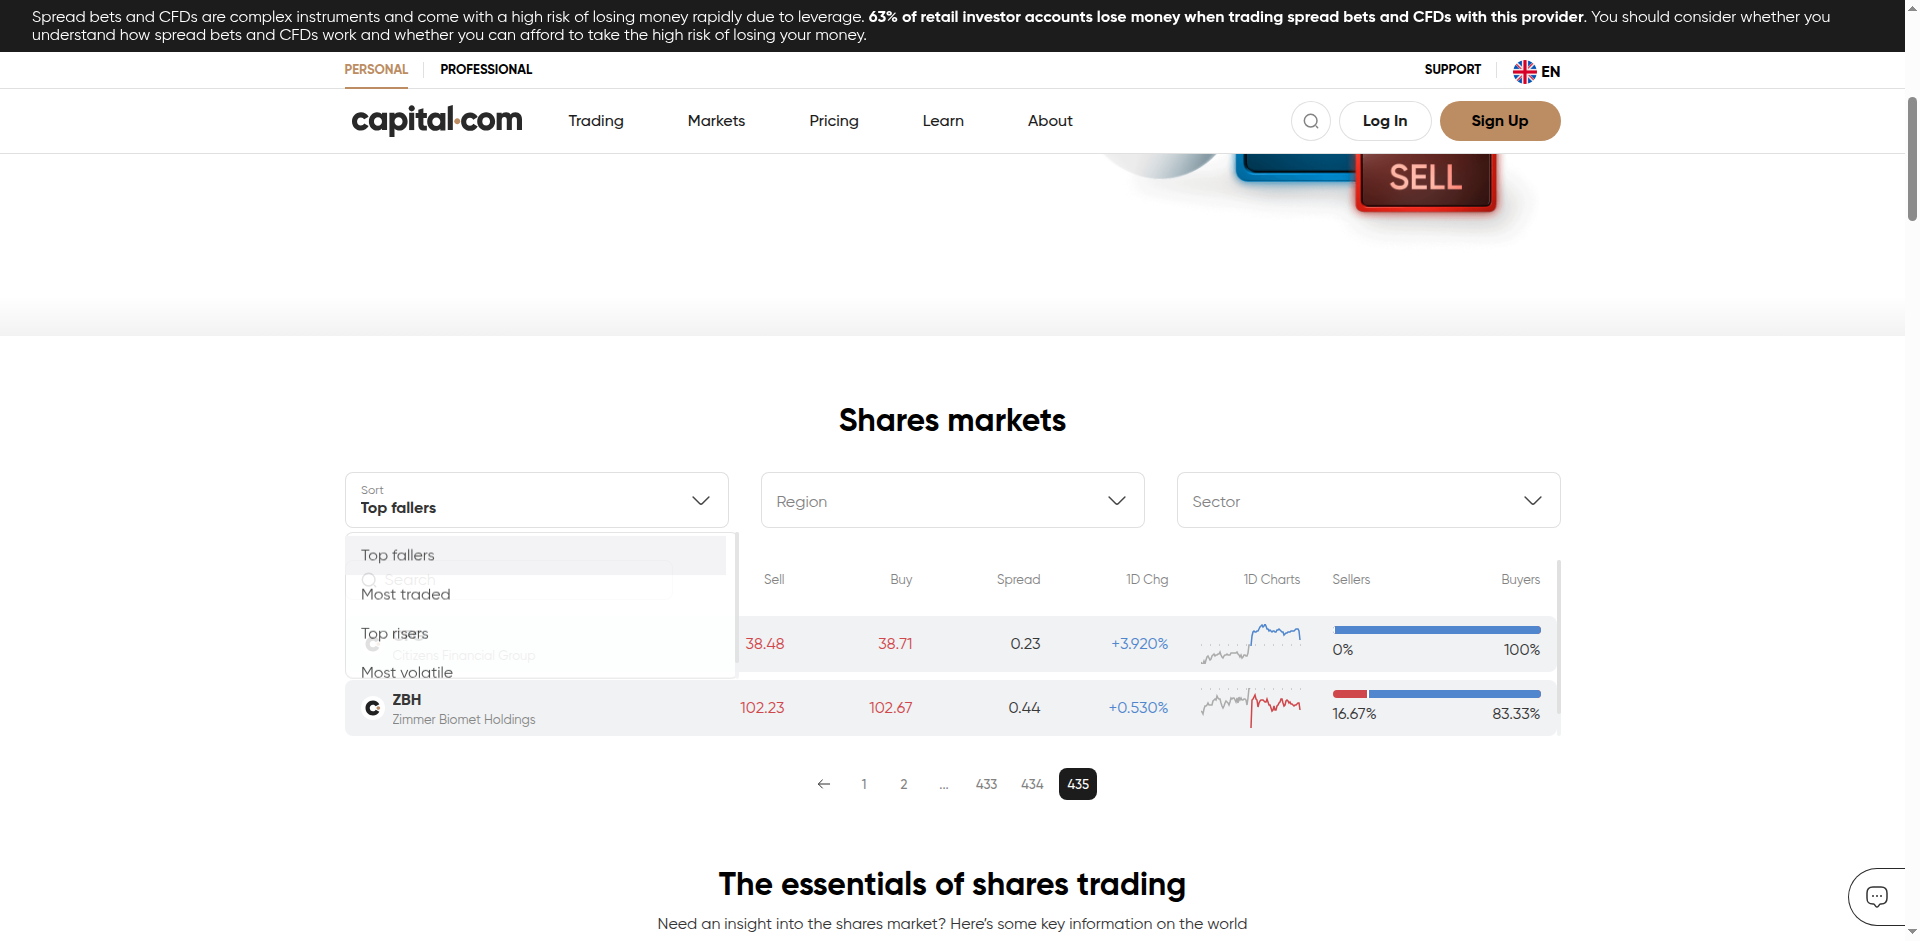 Spread bets and CFDs are complex instruments and come with a high risk of losing money rapidly due to leverage. 63% of retail investor accounts lose money when trading spread bets and CFDs with this provider. You should consider whether you
understand how spread bets and CFDs work and whether you can afford to take the high risk of losing your money.
PERSONAL PROFESSIONAL SUPPORT EN
capital.com Trading Markets Pricing Learn About Log In Sign Up
SELL
Shares markets
Sort
Top fallers
Region
Sector
Top fallers
Search
Most traded
Top risers
Citizens Financial Group
Most volatile
Sell Buy Spread 1D Chg 1D Charts Sellers Buyers
38.48 38.71 0.23 +3.920% 0% 100%
ZBH
Zimmer Biomet Holdings
102.23 102.67 0.44 +0.530% 16.67% 83.33%
1 2 ... 433 434 435
The essentials of shares trading
Need an insight into the shares market? Here's some key information on the world